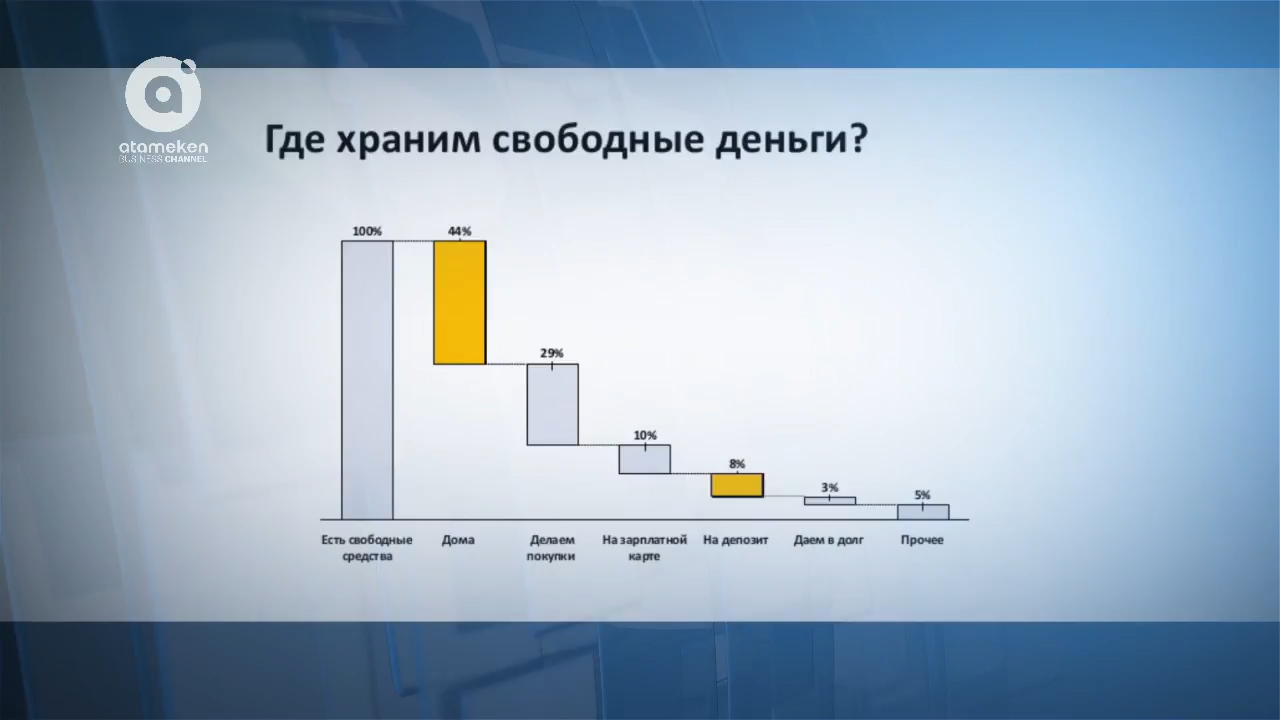 atameken
BUSINESS CHANNEL
Где храним свободные деньги?
100%
44%
29%
10%
8%
3%
5%
Есть свободные
средства
Дома
Делаем
покупки
На зарплатной
карте
На депозит
Даем в долг
Прочее